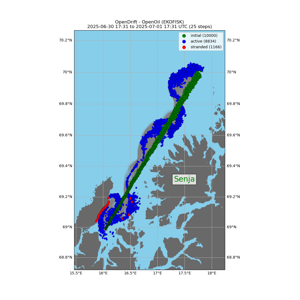 OpenDrift - OpenOil (EKOFISK)
2025-06-30 17:31 to 2025-07-01 17:31 UTC (25 steps)
initial (10000)
active (8834)
stranded (1166)
70.2°N
70.2°N
70°N
70°N
69.8°N
69.8°N
69.6°N
69.6°N
69.4°N
69.4°N
Senja
69.2°N
69.2°N
69°N
69°N
68.8°N
68.8°N
15.5°E
16°E
16.5°E
17°E
17.5°E
18°E